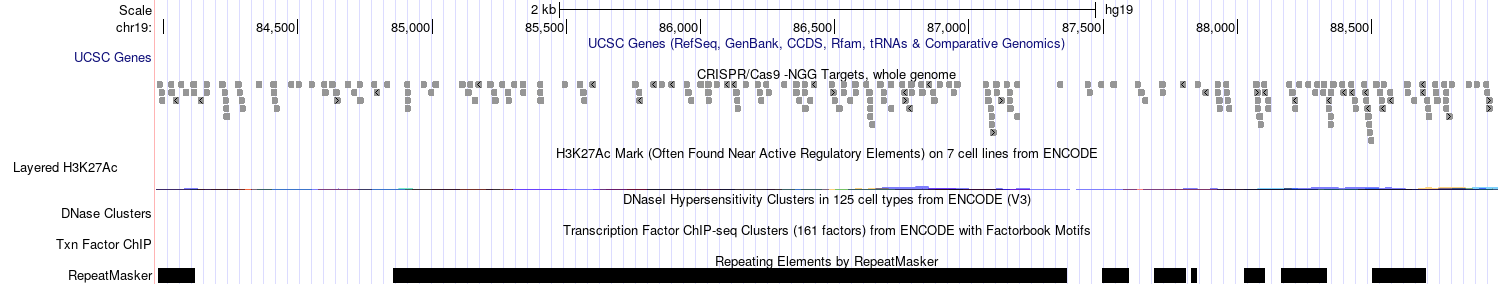 Scale 2 kb hg19
chr19: 84,500 85,000 85,500 86,000 86,500 87,000 87,500 88,000 88,500
UCSC Genes (RefSeq, GenBank, CCDS, Rfam, tRNAs & Comparative Genomics)
UCSC Genes
CRISPR/Cas9 -NGG Targets, whole genome
H3K27Ac Mark (Often Found Near Active Regulatory Elements) on 7 cell lines from ENCODE
Layered H3K27Ac
DNaseI Hypersensitivity Clusters in 125 cell types from ENCODE (V3)
DNase Clusters
Transcription Factor ChIP-seq Clusters (161 factors) from ENCODE with Factorbook Motifs
Txn Factor ChIP
Repeating Elements by RepeatMasker
RepeatMasker